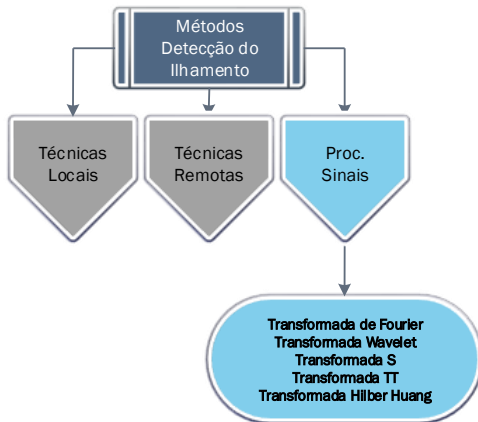 Métodos
Detecção do
Ilhamento
Técnicas
Locais
Técnicas
Remotas
Proc.
Sinais
Transformada de Fourier
Transformada Wavelet
Transformada S
Transformada TT
Transformada Hilber Huang